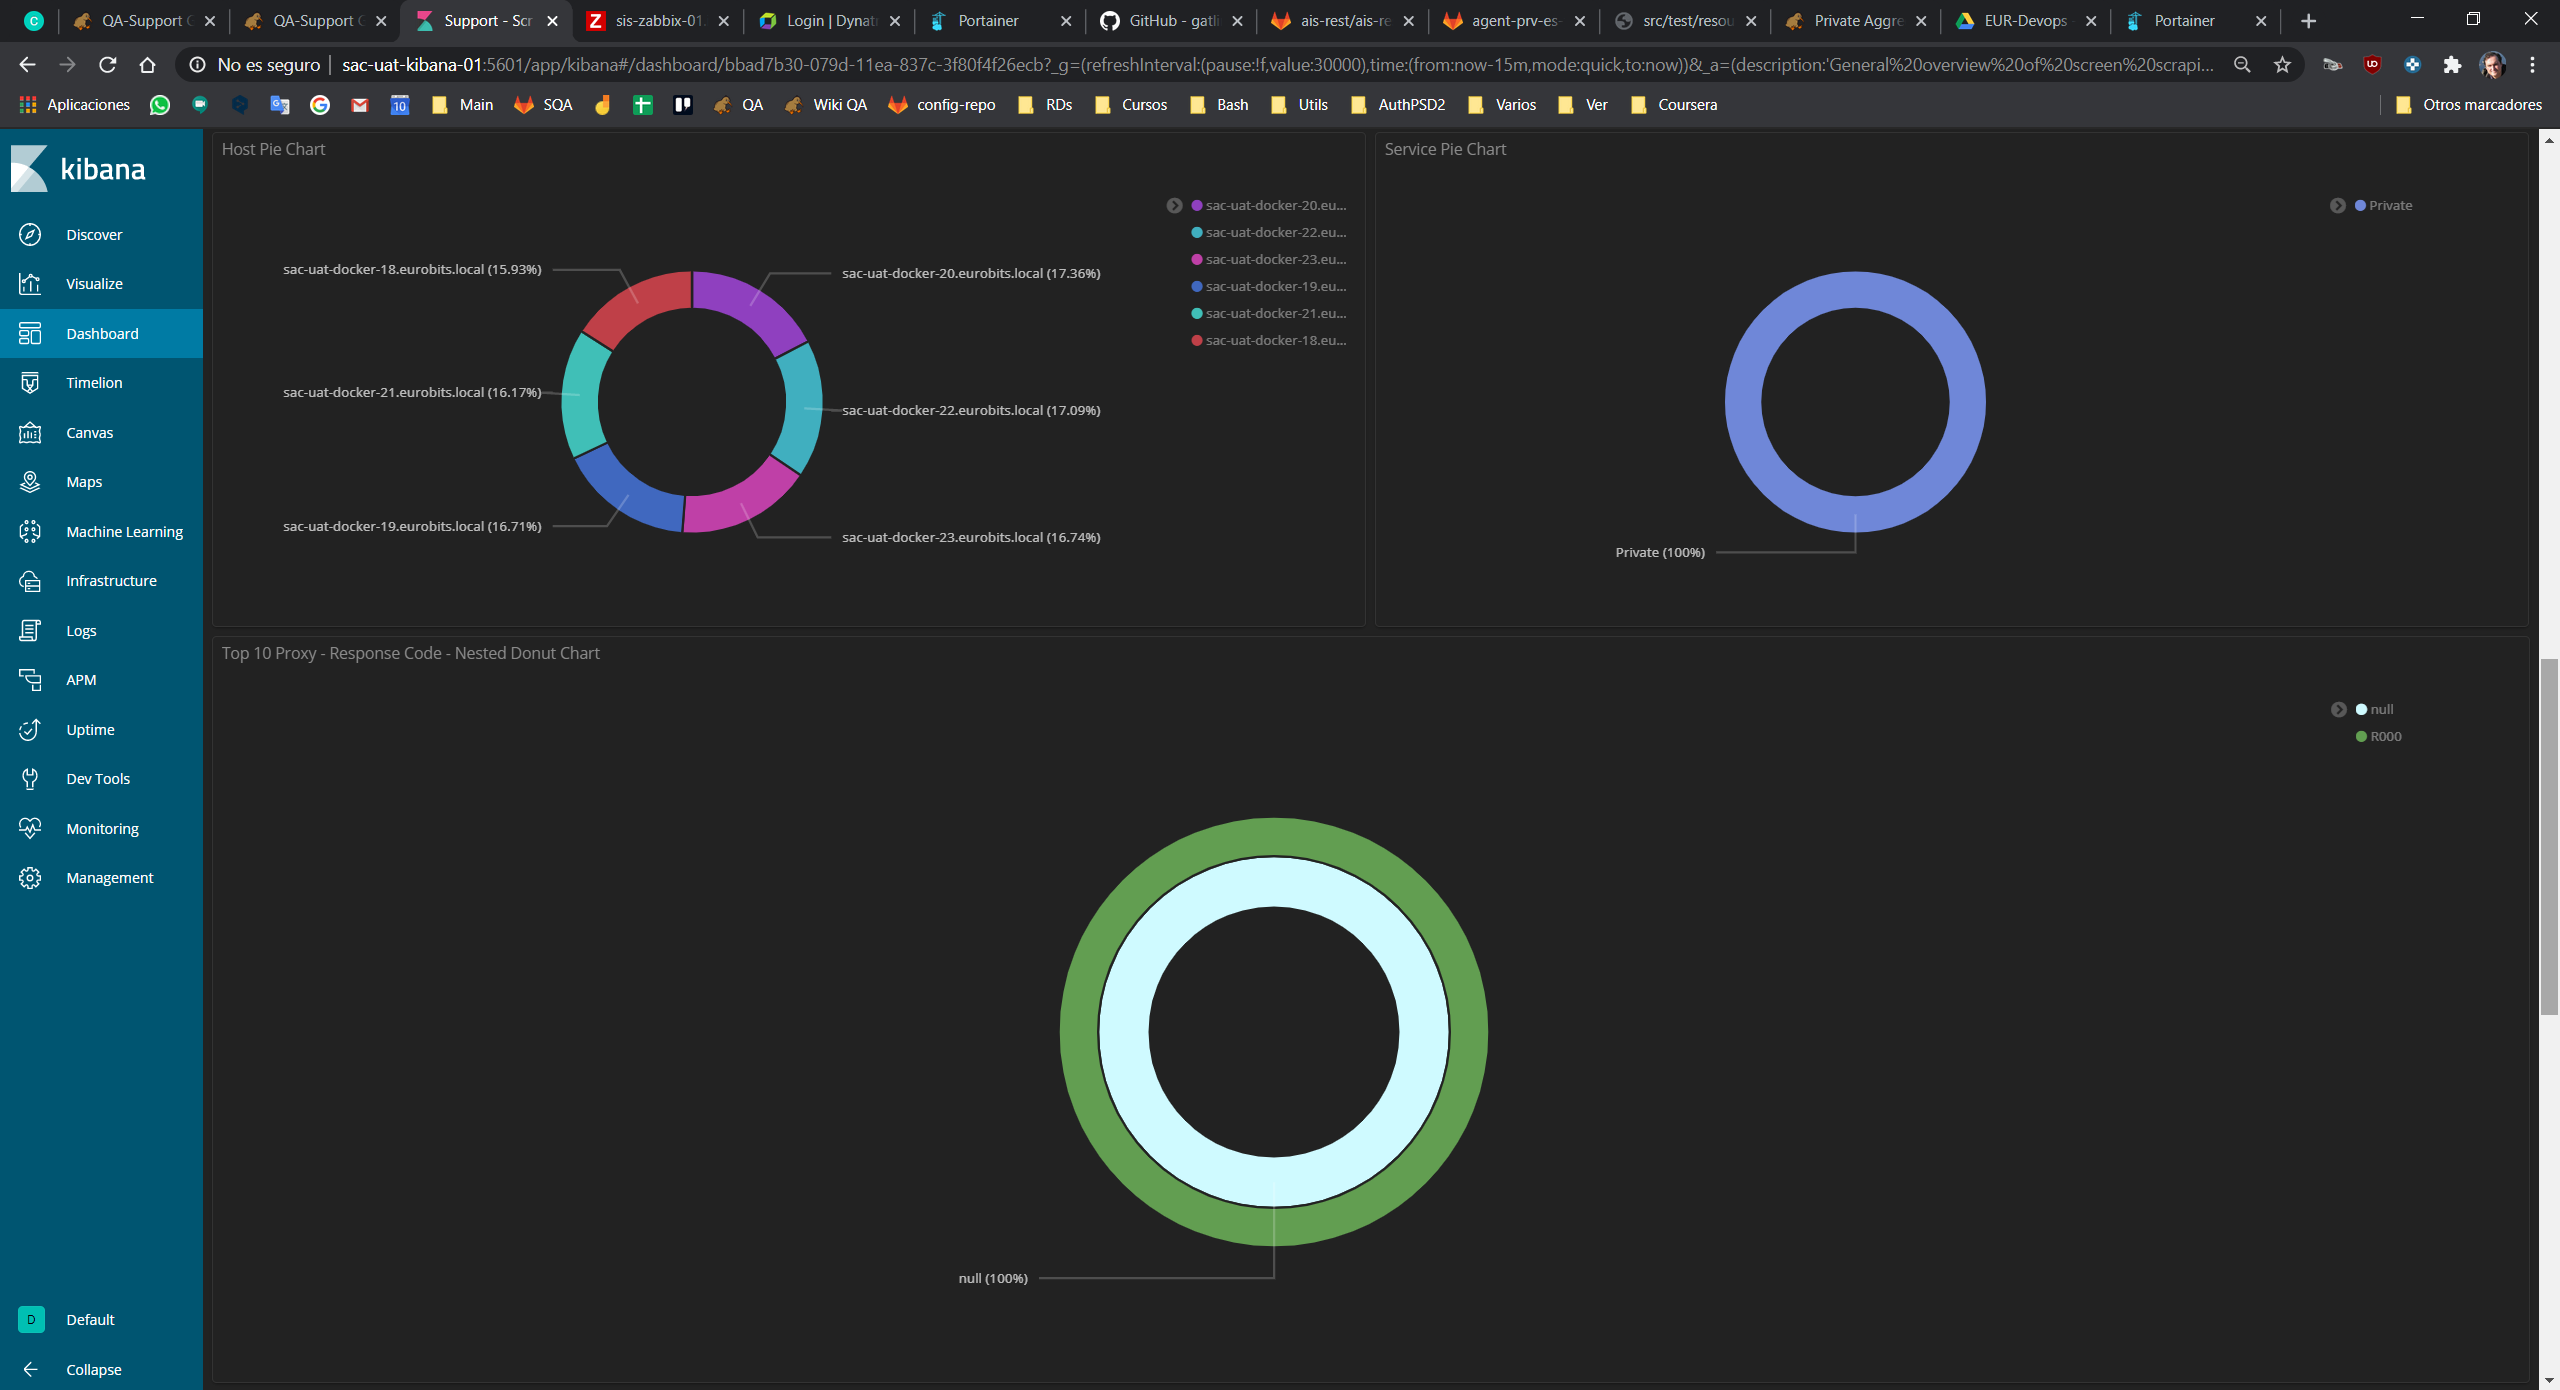 QA-Support
QA-Support
Support - Scr
sis-zabbix-01.
Login | Dynat
Portainer
GitHub - gatli
ais-rest/ais-re
agent-prv-es-
src/test/resou
Private Aggre
EUR-Devops
Portainer
No es seguro | sac-uat-kibana-01:5601/app/kibana#/dashboard/bbad7b30-079d-11ea-837c-3f80f4f26ecb?_g=(refreshInterval:(pause:!f,value:30000),time:(from:now-15m,mode:quick,to:now))&_a=(description:'General%20overview%20of%20screen%20scrapi...
Aplicaciones
10
Main
SQA
QA
Wiki QA
config-repo
RDs
Cursos
Bash
Utils
AuthPSD2
Varios
Ver
Coursera
Otros marcadores
kibana
Discover
Visualize
Dashboard
Timelion
Canvas
Maps
Machine Learning
Infrastructure
Logs
APM
Uptime
Dev Tools
Monitoring
Management
D Default
Collapse
Host Pie Chart
sac-uat-docker-18.eurobits.local (15.93%)
sac-uat-docker-20.eurobits.local (17.36%)
sac-uat-docker-21.eurobits.local (16.17%)
sac-uat-docker-22.eurobits.local (17.09%)
sac-uat-docker-19.eurobits.local (16.71%)
sac-uat-docker-23.eurobits.local (16.74%)
sac-uat-docker-20.eu...
sac-uat-docker-22.eu...
sac-uat-docker-23.eu...
sac-uat-docker-19.eu...
sac-uat-docker-21.eu...
sac-uat-docker-18.eu...
Service Pie Chart
Private
Private (100%)
Top 10 Proxy - Response Code - Nested Donut Chart
null
R000
null (100%)